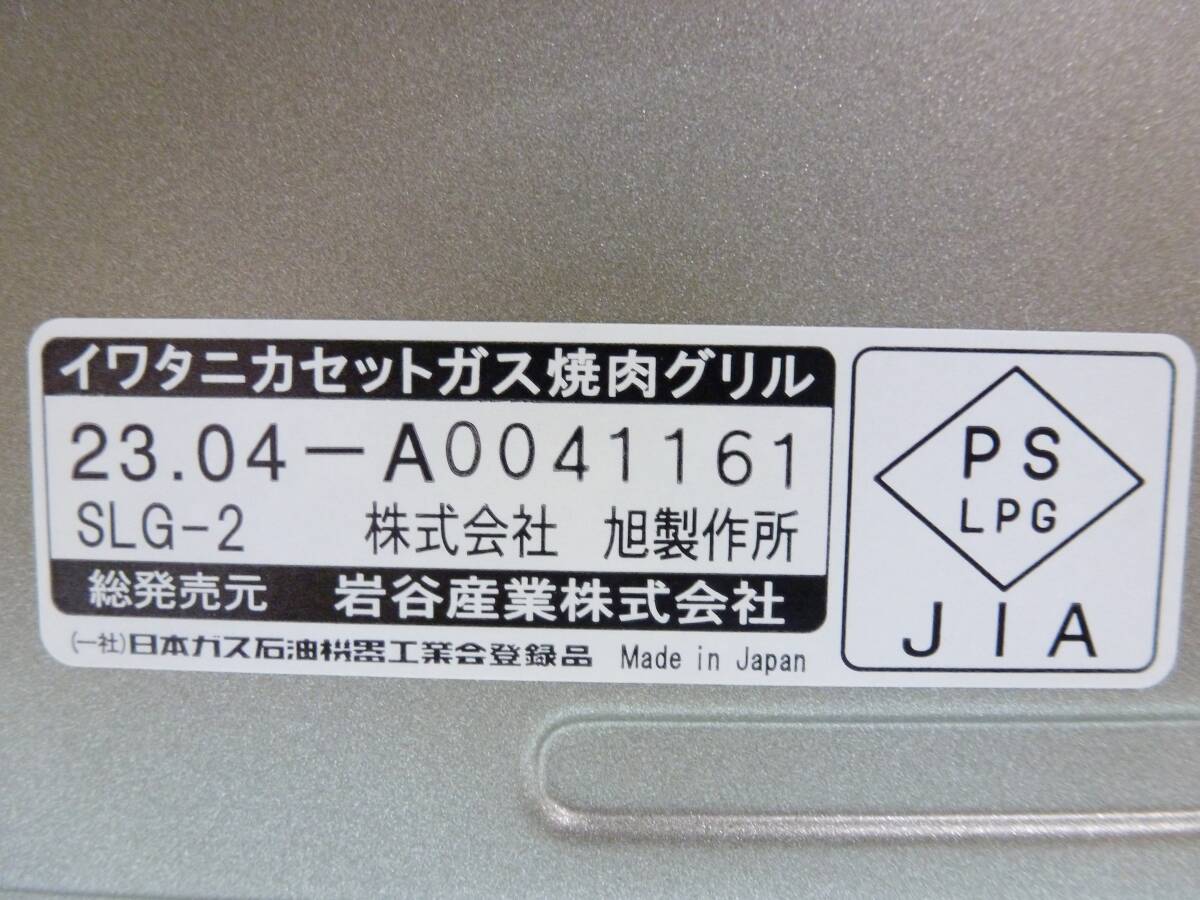 イワタニカセットガス焼肉グリル
23.04-A0041161
SLG-2 株式会社 旭製作所
総発売元 岩谷産業株式会社
(一社)日本ガス石油機器工業会登録品 Made in Japan
PS
LPG
JIA